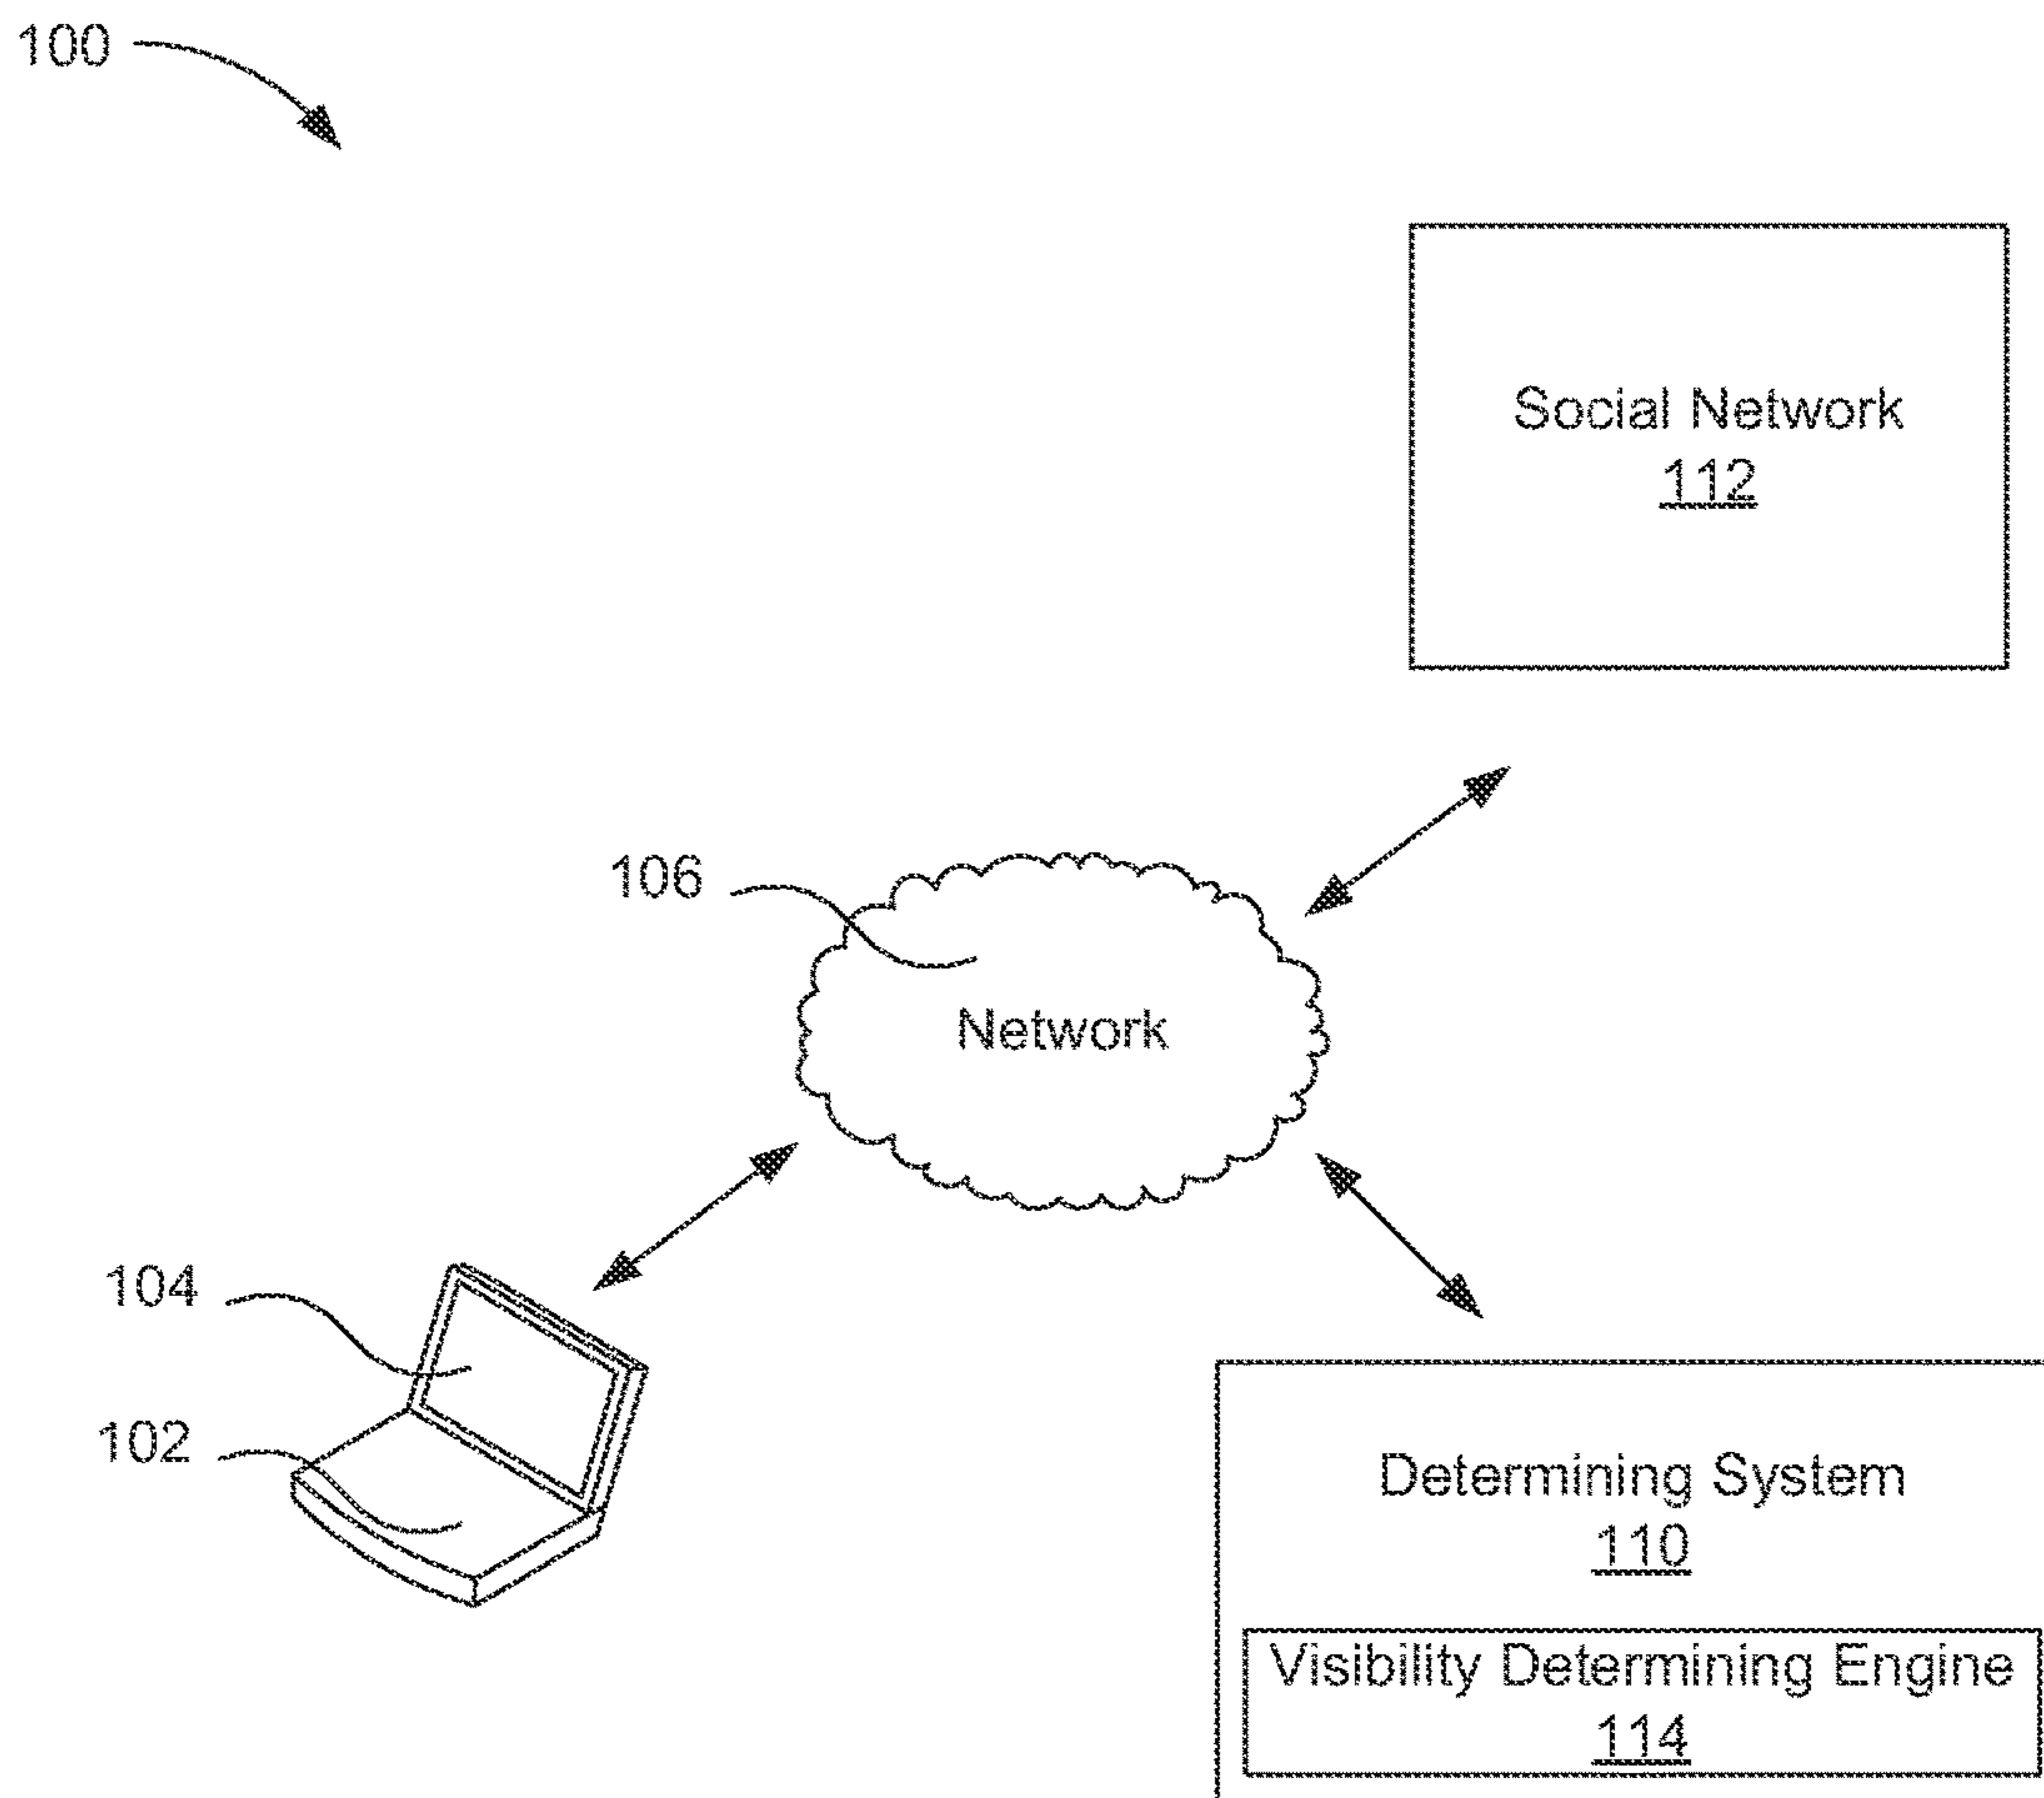 100
Social Network
112
106
Network
104
102
Determining System
110
Visibility Determining Engine
114